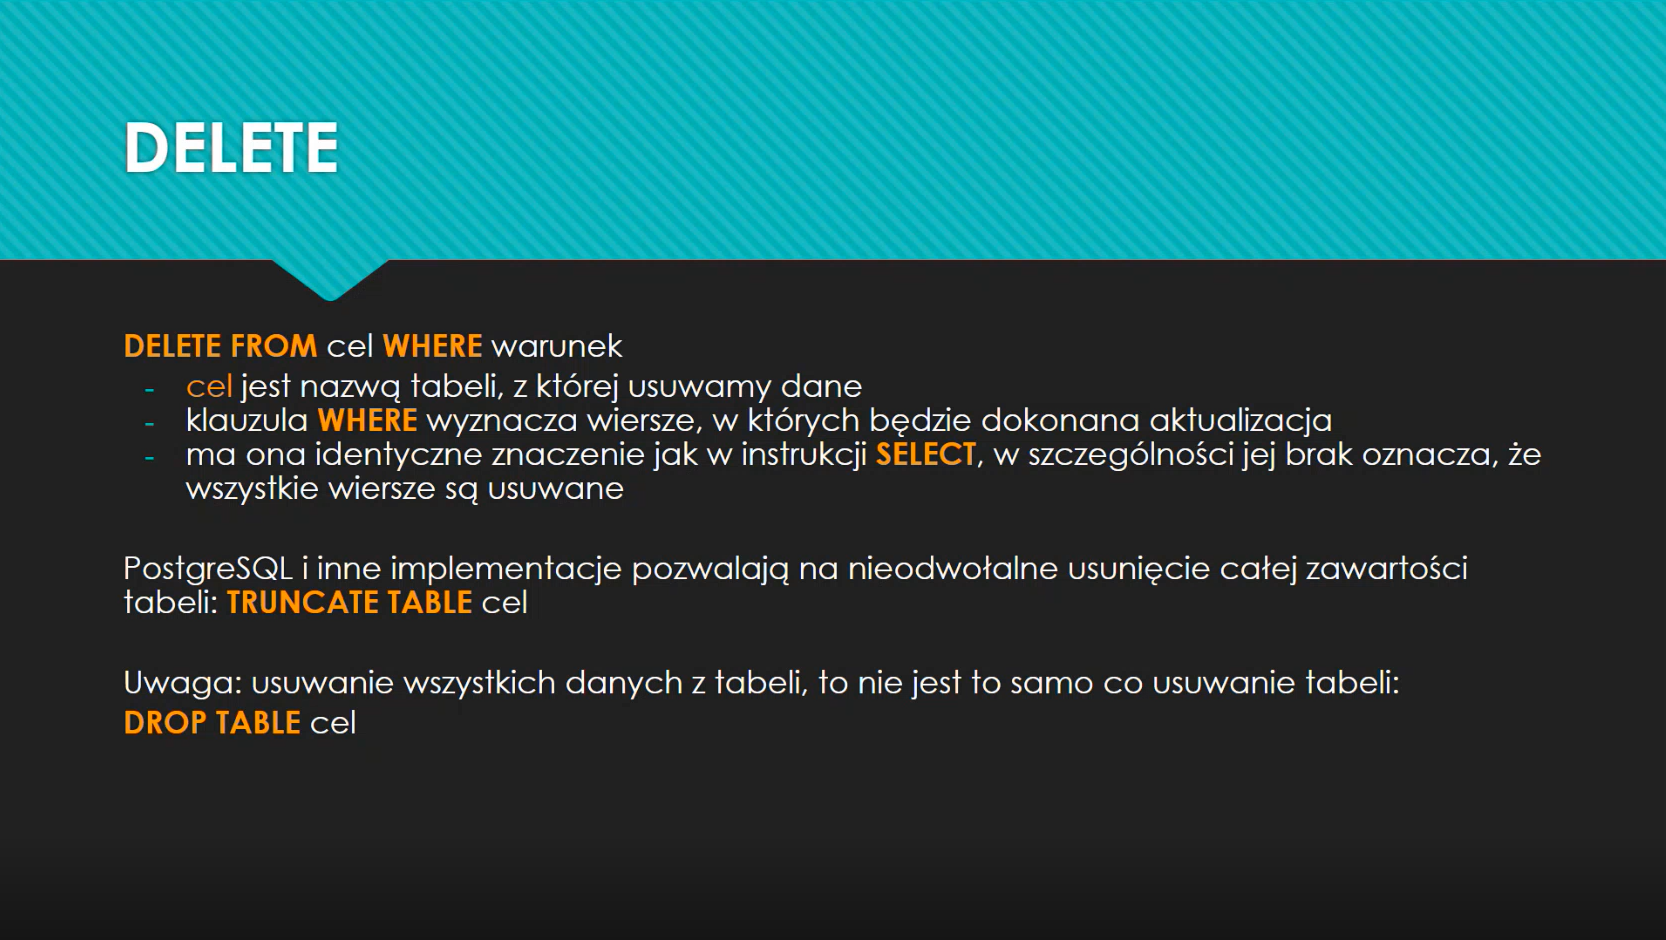 DELETE
DELETE FROM cel WHERE warunek
- cel jest nazwą tabeli, z której usuwamy dane
- klauzula WHERE wyznacza wiersze, w których będzie dokonana aktualizacja
- ma ona identyczne znaczenie jak w instrukcji SELECT, w szczególności jej brak oznacza, że
wszystkie wiersze są usuwane
PostgreSQL i inne implementacje pozwalają na nieodwołalne usunięcie całej zawartości
tabeli: TRUNCATE TABLE cel
Uwaga: usuwanie wszystkich danych z tabeli, to nie jest to samo co usuwanie tabeli:
DROP TABLE cel